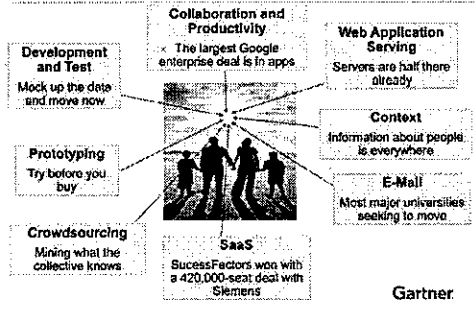 Collaboration and
Productivity
The largest Google
enterprise deal is in apps
Development
and Test
Mock up the data
and move now
Web Application
Serving
Servers are half there
already
Context
Information about people
is everywhere
Prototyping
Try before you
buy
E-Mail
Most major universities
seeking to move
Crowdsourcing
Mining what the
collective knows
SaaS
SucessFactors won with
a 420,000-seat deal with
Siemens
Gartner